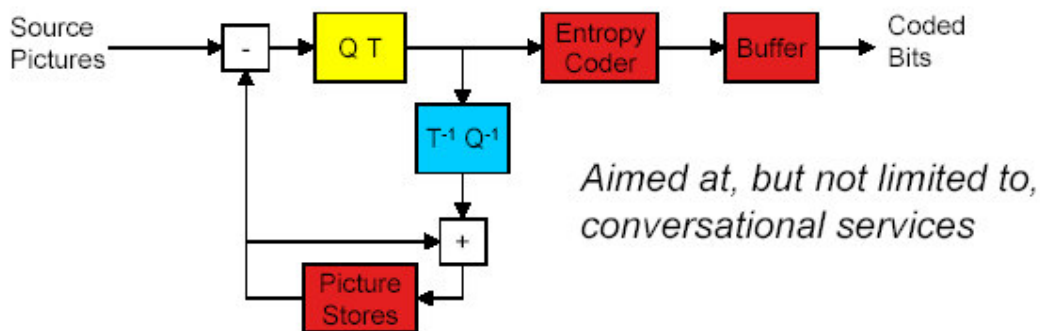 Source
Pictures
-
Q T
Entropy
Coder
Buffer
Coded
Bits
T⁻¹ Q⁻¹
Aimed at, but not limited to,
conversational services
+
Picture
Stores